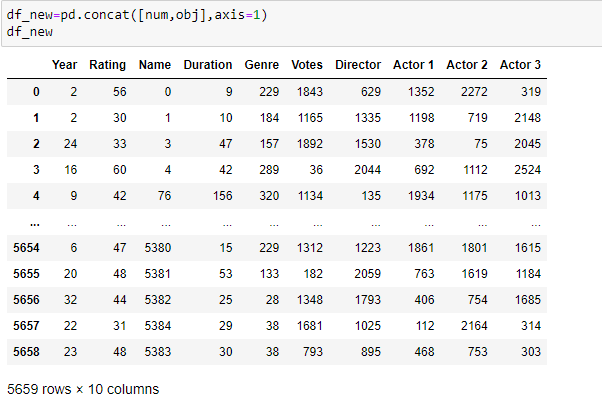 df_new=pd.concat([num,obj],axis=1)
df_new
Year Rating Name Duration Genre Votes Director Actor 1 Actor 2 Actor 3
0 2 56 0 9 229 1843 629 1352 2272 319
1 2 30 1 10 184 1165 1335 1198 719 2148
2 24 33 3 47 157 1892 1530 378 75 2045
3 16 60 4 42 289 36 2044 692 1112 2524
4 9 42 76 156 320 1134 135 1934 1175 1013
... ... ... ... ... ... ... ... ... ... ...
5654 6 47 5380 15 229 1312 1223 1861 1801 1615
5655 20 48 5381 53 133 182 2059 763 1619 1184
5656 32 44 5382 25 28 1348 1793 406 754 1685
5657 22 31 5384 29 38 1681 1025 112 2164 314
5658 23 48 5383 30 38 793 895 468 753 303
5659 rows × 10 columns